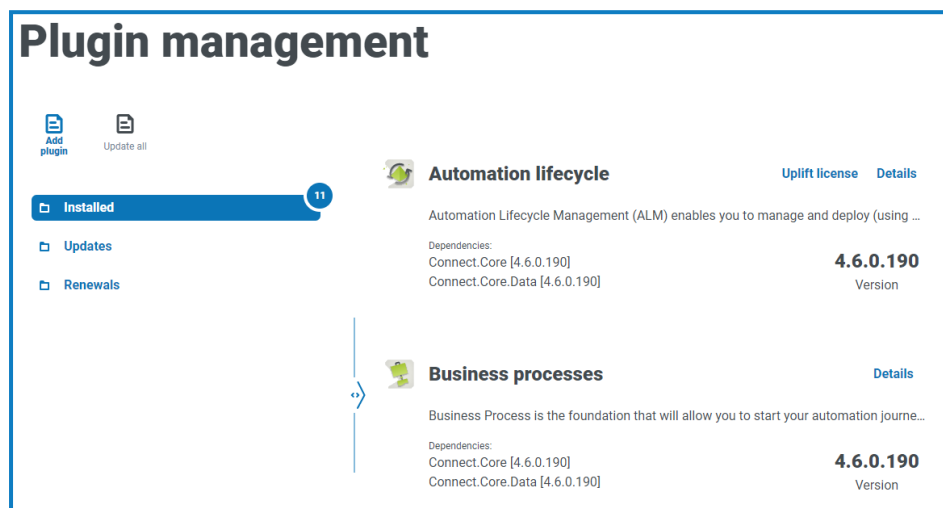 Plugin management
Add
plugin
Update all
Installed
11
Updates
Renewals
Automation lifecycle
Uplift license
Details
Automation Lifecycle Management (ALM) enables you to manage and deploy (using ...
Dependencies:
Connect.Core [4.6.0.190]
Connect.Core.Data [4.6.0.190]
4.6.0.190
Version
Business processes
Details
Business Process is the foundation that will allow you to start your automation journe...
Dependencies:
Connect.Core [4.6.0.190]
Connect.Core.Data [4.6.0.190]
4.6.0.190
Version